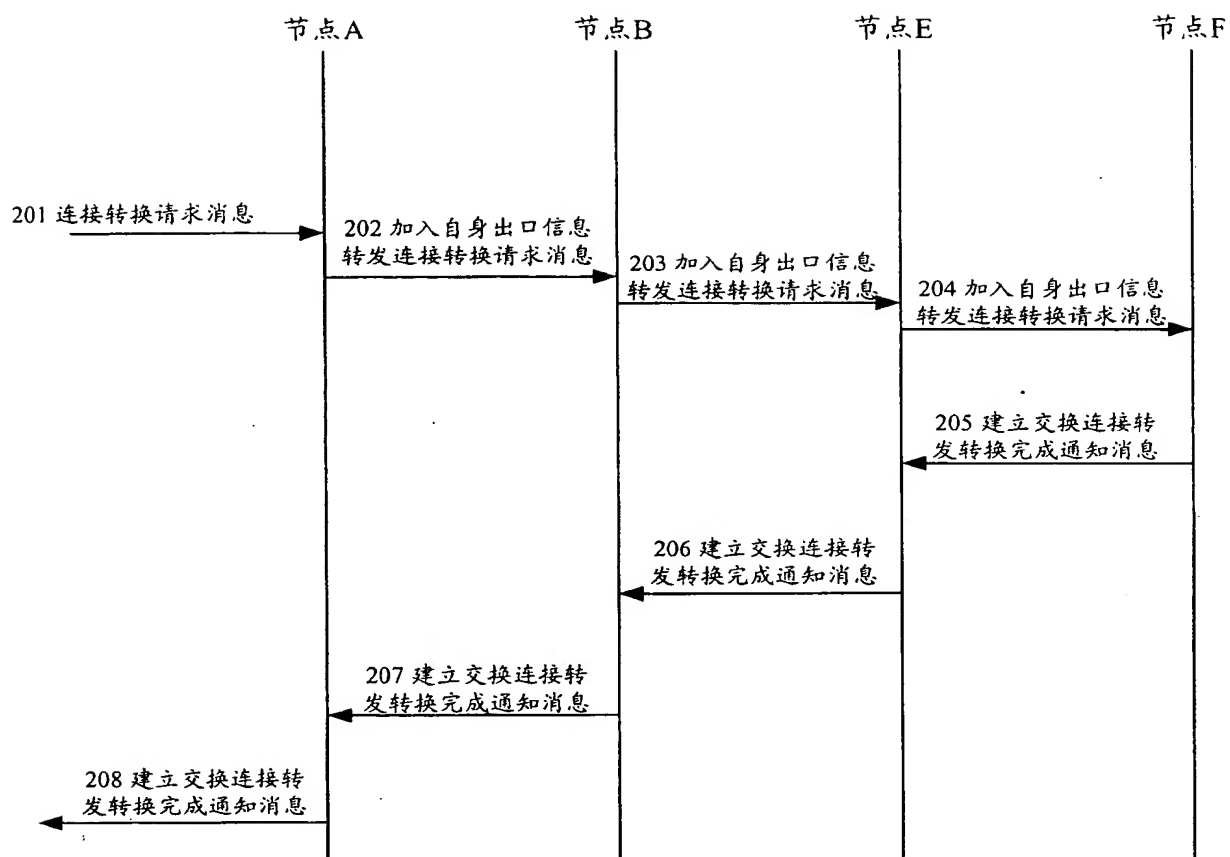 节点A
节点B
节点E
节点F
201 连接转换请求消息
202 加入自身出口信息
转发连接转换请求消息
203 加入自身出口信息
转发连接转换请求消息
204 加入自身出口信息
转发连接转换请求消息
205 建立交换连接转
发转换完成通知消息
206 建立交换连接转
发转换完成通知消息
207 建立交换连接转
发转换完成通知消息
208 建立交换连接转
发转换完成通知消息